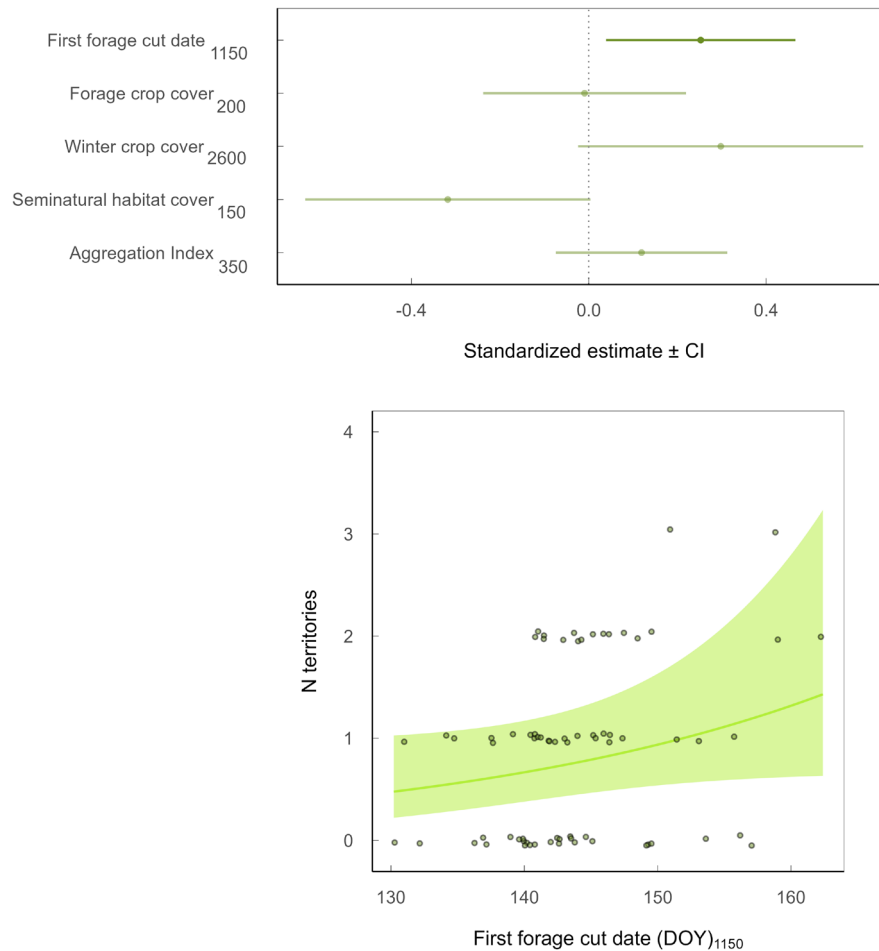 First forage cut date 1150
Forage crop cover 200
Winter crop cover 2600
Seminatural habitat cover 150
Aggregation Index 350
-0.4 0.0 0.4
Standardized estimate ± CI
4
3
2
1
0
N territories
130 140 150 160
First forage cut date (DOY)1150